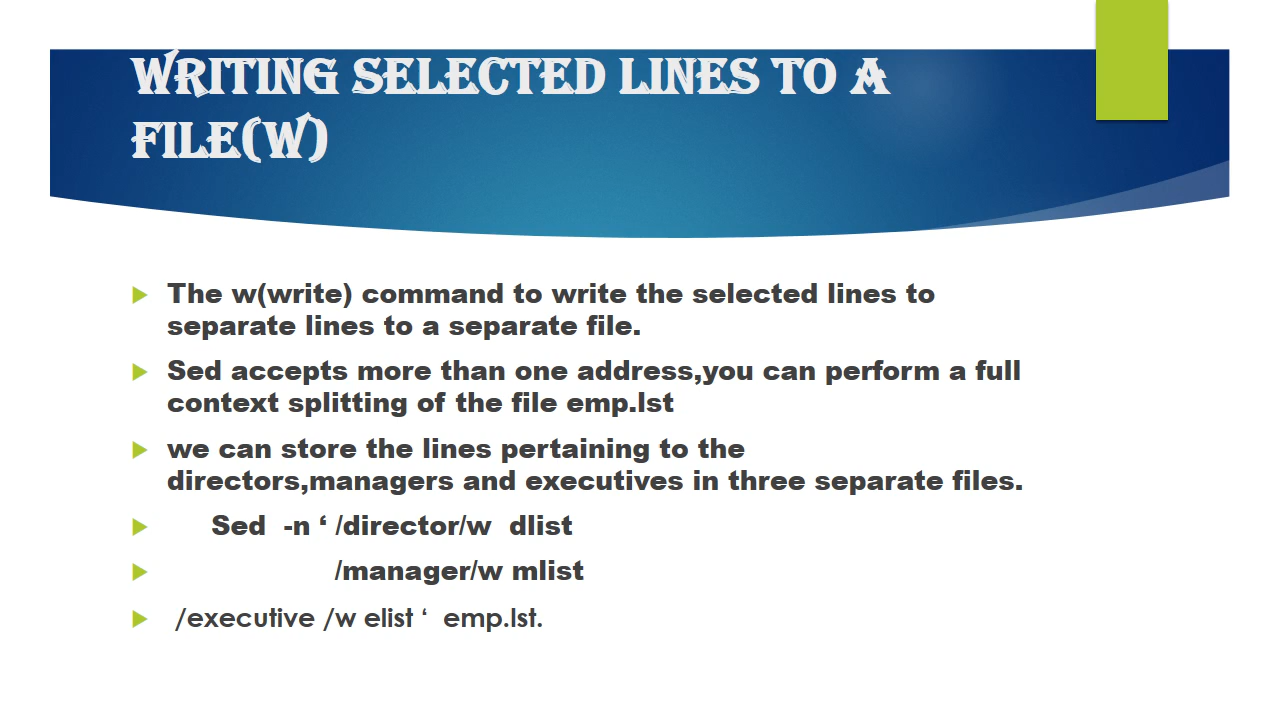 WRITING SELECTED LINES TO A
FILE(W)
The w(write) command to write the selected lines to
separate lines to a separate file.
Sed accepts more than one address,you can perform a full
context splitting of the file emp.lst
we can store the lines pertaining to the
directors,managers and executives in three separate files.
Sed  -n ‘ /director/w  dlist
/manager/w mlist
/executive /w elist ‘  emp.lst.